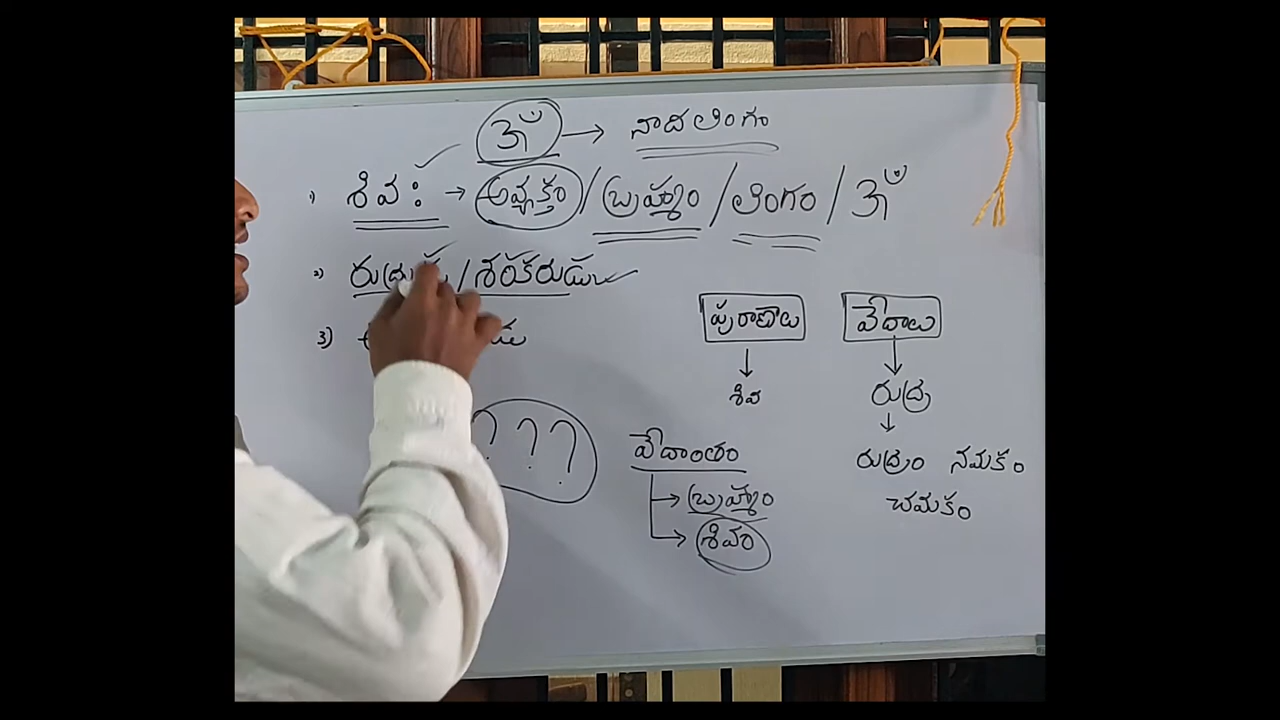 ॐ → నాదలింగం
1) శివః → అవ్యక్తం / బ్రహ్మం / లింగం / ॐ
2) / శంకరుడు
3)
???
పురాణాలు
↓
శివ
వేదాలు
↓
రుద్ర
↓
రుద్రం నమకం
చమకం
వేదాంతం
→ బ్రహ్మం
→ శివం